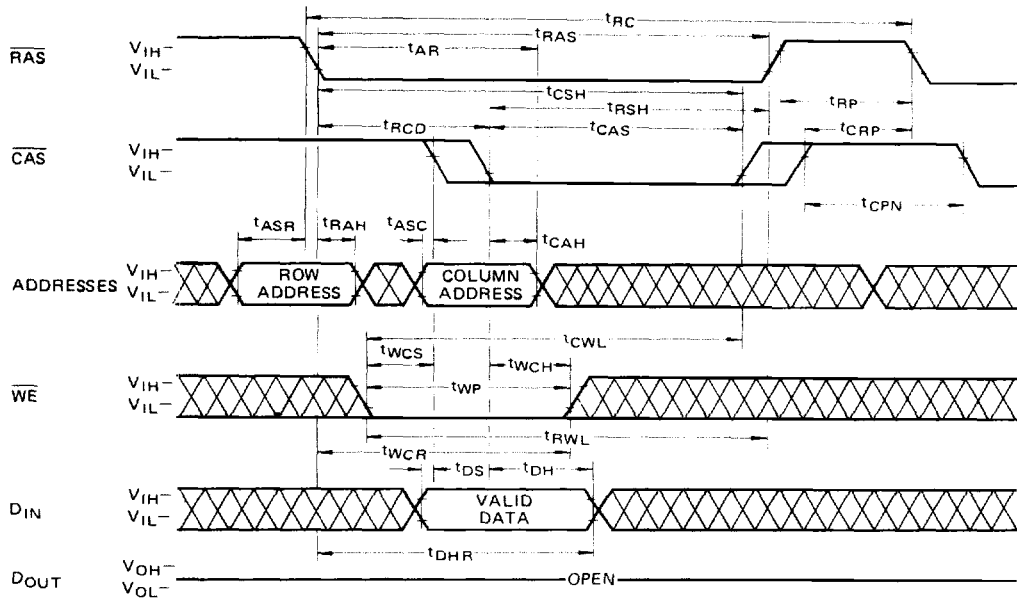 tRC
tRAS
tAR
RAS
VIH
VIL
tCSH
tRSH
tRP
tRCD
tCAS
tCRP
CAS
VIH
VIL
tCPN
tASR
tRAH
tASC
tCAH
ADDRESSES
VIH
VIL
ROW
ADDRESS
COLUMN
ADDRESS
tCWL
tWCS
tWCH
tWP
WE
VIH
VIL
tRWL
tWCR
tDS
tDH
DIN
VIH
VIL
VALID
DATA
tDHR
DOUT
VOH
VOL
OPEN